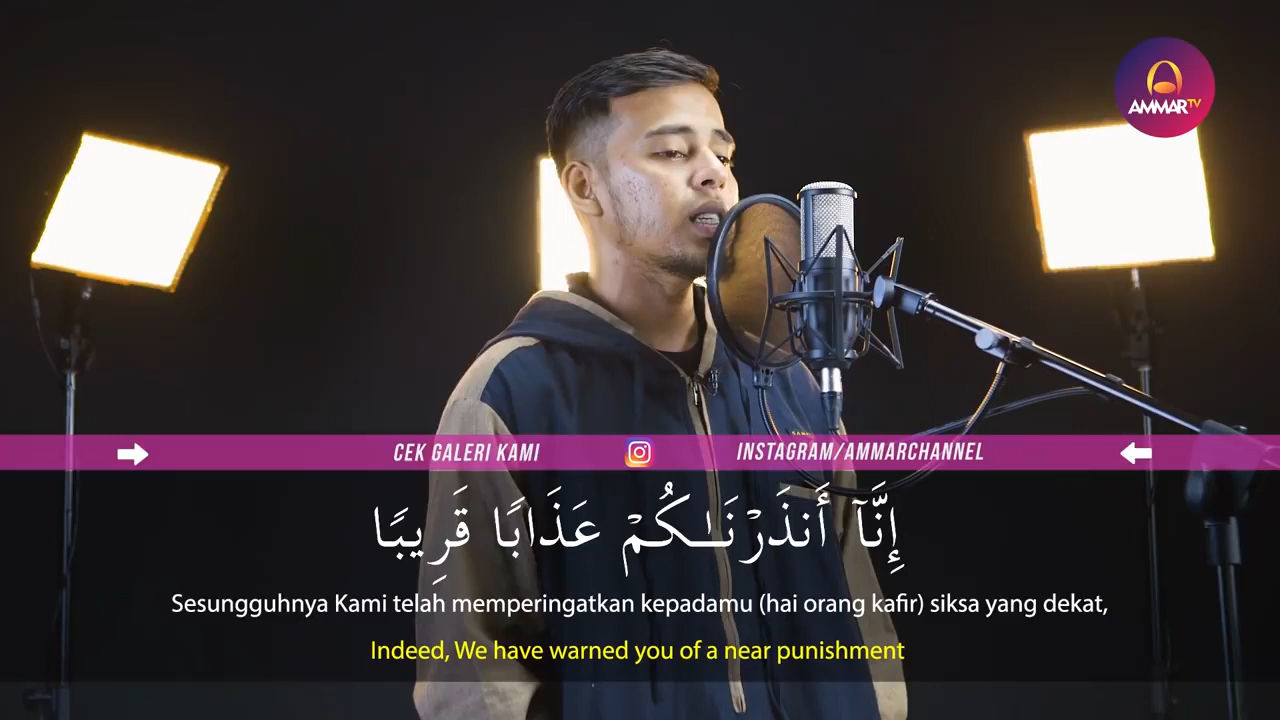 AMMAR TV
CEK GALERI KAMI INSTAGRAM/AMMARCHANNEL
إِنَّآ أَنذَرْنَـٰكُمْ عَذَابًا قَرِيبًا
Sesungguhnya Kami telah memperingatkan kepadamu (hai orang kafir) siksa yang dekat,
Indeed, We have warned you of a near punishment